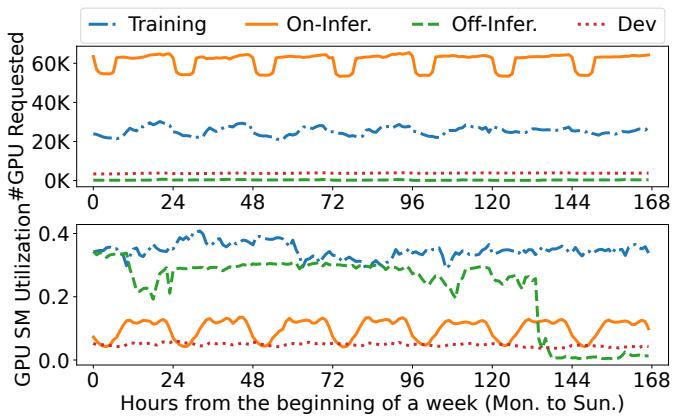 Training On-Infer. Off-Infer. Dev
#GPU Requested
60K
40K
20K
0K
0 24 48 72 96 120 144 168
GPU SM Utilization
0.4
0.2
0.0
0 24 48 72 96 120 144 168
Hours from the beginning of a week (Mon. to Sun.)